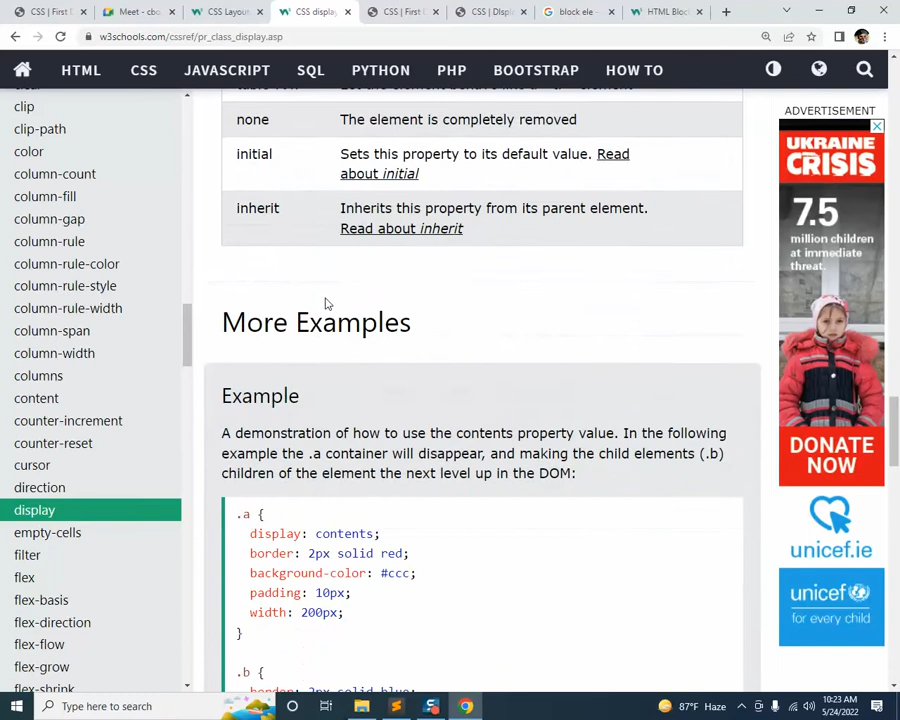 CSS | First l
Meet - cbo
CSS Layou
CSS displa
CSS | First l
CSS | DIspl
block ele -
HTML Bloc
w3schools.com/cssref/pr_class_display.asp
HTML CSS JAVASCRIPT SQL PYTHON PHP BOOTSTRAP HOW TO
clip
clip-path
color
column-count
column-fill
column-gap
column-rule
column-rule-color
column-rule-style
column-rule-width
column-span
column-width
columns
content
counter-increment
counter-reset
cursor
direction
display
empty-cells
filter
flex
flex-basis
flex-direction
flex-flow
flex-grow
flex-shrink
none The element is completely removed
initial Sets this property to its default value. Read
about initial
inherit Inherits this property from its parent element.
Read about inherit
More Examples
Example
A demonstration of how to use the contents property value. In the following
example the .a container will disappear, and making the child elements (.b)
children of the element the next level up in the DOM:
.a {
display: contents;
border: 2px solid red;
background-color: #ccc;
padding: 10px;
width: 200px;
}
.b {
border: 2px solid blue;
ADVERTISEMENT
UKRAINE
CRISIS
7.5
million children
at immediate
threat.
DONATE
NOW
unicef.ie
unicef
for every child
Type here to search
87°F Haze
10:23 AM
5/24/2022